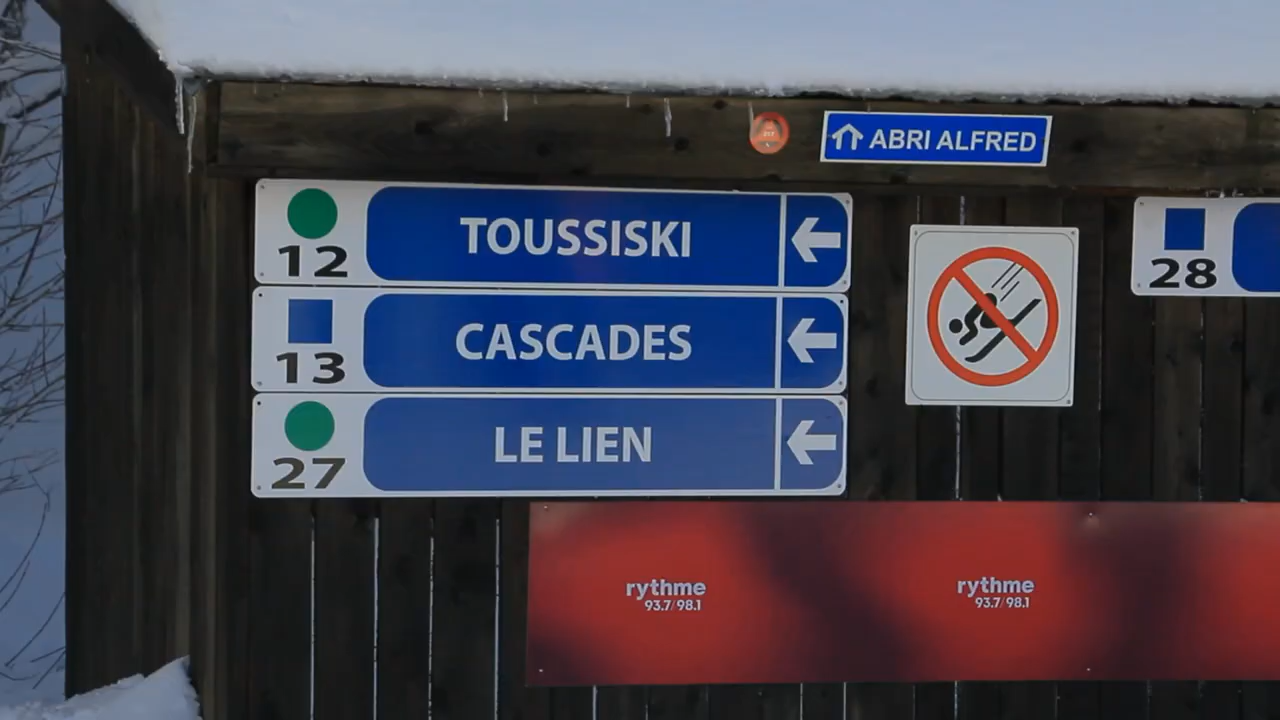 ABRI ALFRED
12 TOUSSISKI
13 CASCADES
27 LE LIEN
28
rythme
93.7/98.1
rythme
93.7/98.1